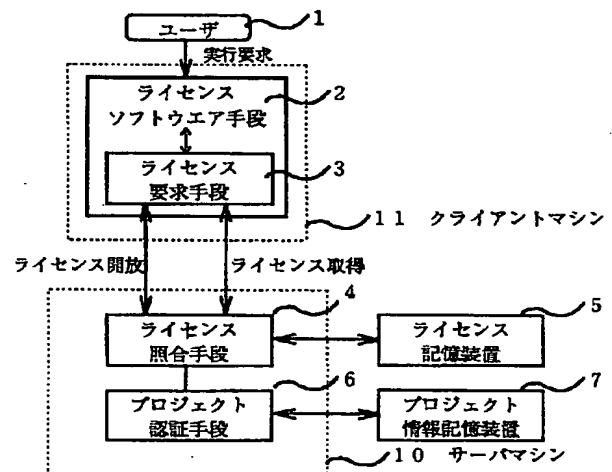 ユーザ
1
実行要求
ライセンス
ソフトウエア手段
2
ライセンス
要求手段
3
11 クライアントマシン
ライセンス開放
ライセンス取得
ライセンス
照合手段
4
ライセンス
記憶装置
5
プロジェクト
認証手段
6
プロジェクト
情報記憶装置
7
10 サーバマシン